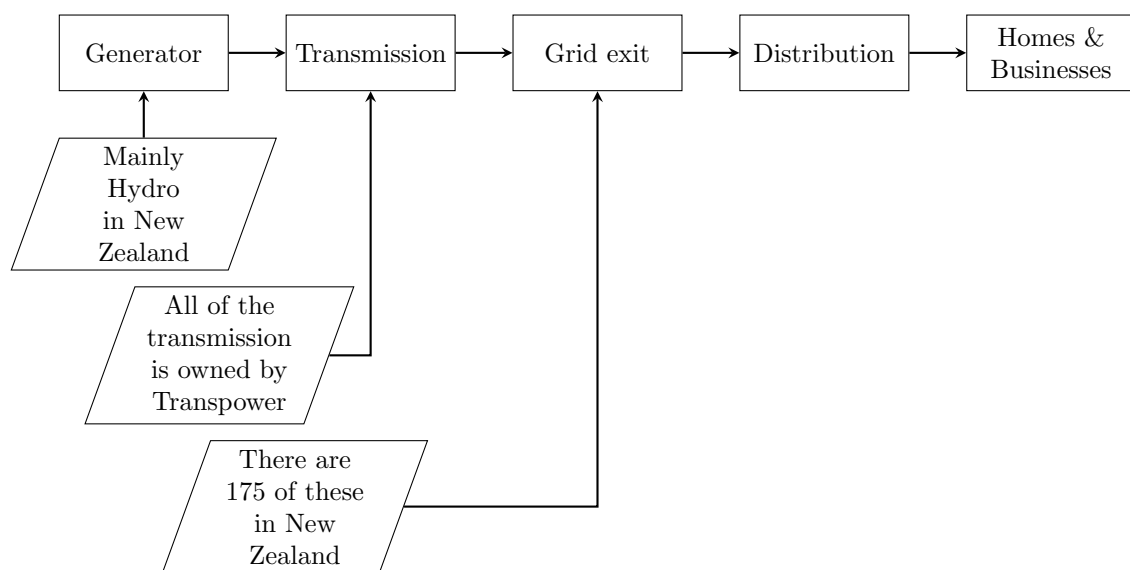 Generator
Transmission
Grid exit
Distribution
Homes &
Businesses
Mainly
Hydro
in New
Zealand
All of the
transmission
is owned by
Transpower
There are
175 of these
in New
Zealand